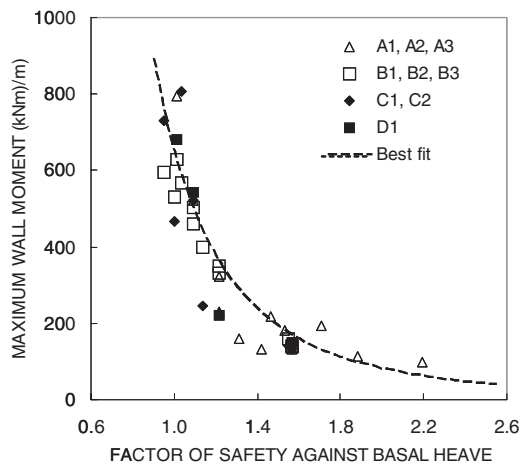 1000
800
600
400
200
0
MAXIMUM WALL MOMENT (kNm)/m)
A1, A2, A3
B1, B2, B3
C1, C2
D1
Best fit
0.6 1.0 1.4 1.8 2.2 2.6
FACTOR OF SAFETY AGAINST BASAL HEAVE